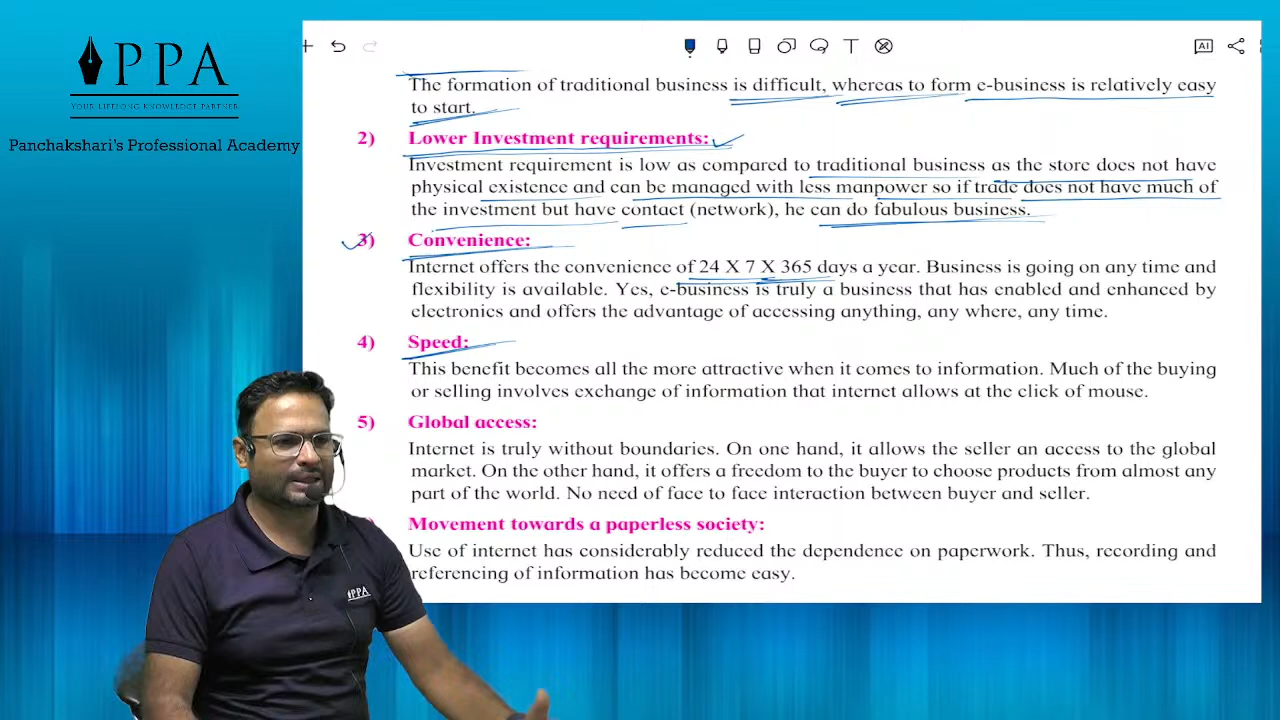 PPA
YOUR LIFELONG KNOWLEDGE PARTNER
Panchakshari's Professional Academy
AI
T
The formation of traditional business is difficult, whereas to form e-business is relatively easy
to start.
2) Lower Investment requirements:
Investment requirement is low as compared to traditional business as the store does not have
physical existence and can be managed with less manpower so if trade does not have much of
the investment but have contact (network), he can do fabulous business.
3) Convenience:
Internet offers the convenience of 24 X 7 X 365 days a year. Business is going on any time and
flexibility is available. Yes, e-business is truly a business that has enabled and enhanced by
electronics and offers the advantage of accessing anything, any where, any time.
4) Speed:
This benefit becomes all the more attractive when it comes to information. Much of the buying
or selling involves exchange of information that internet allows at the click of mouse.
5) Global access:
Internet is truly without boundaries. On one hand, it allows the seller an access to the global
market. On the other hand, it offers a freedom to the buyer to choose products from almost any
part of the world. No need of face to face interaction between buyer and seller.
Movement towards a paperless society:
Use of internet has considerably reduced the dependence on paperwork. Thus, recording and
referencing of information has become easy.
PPA